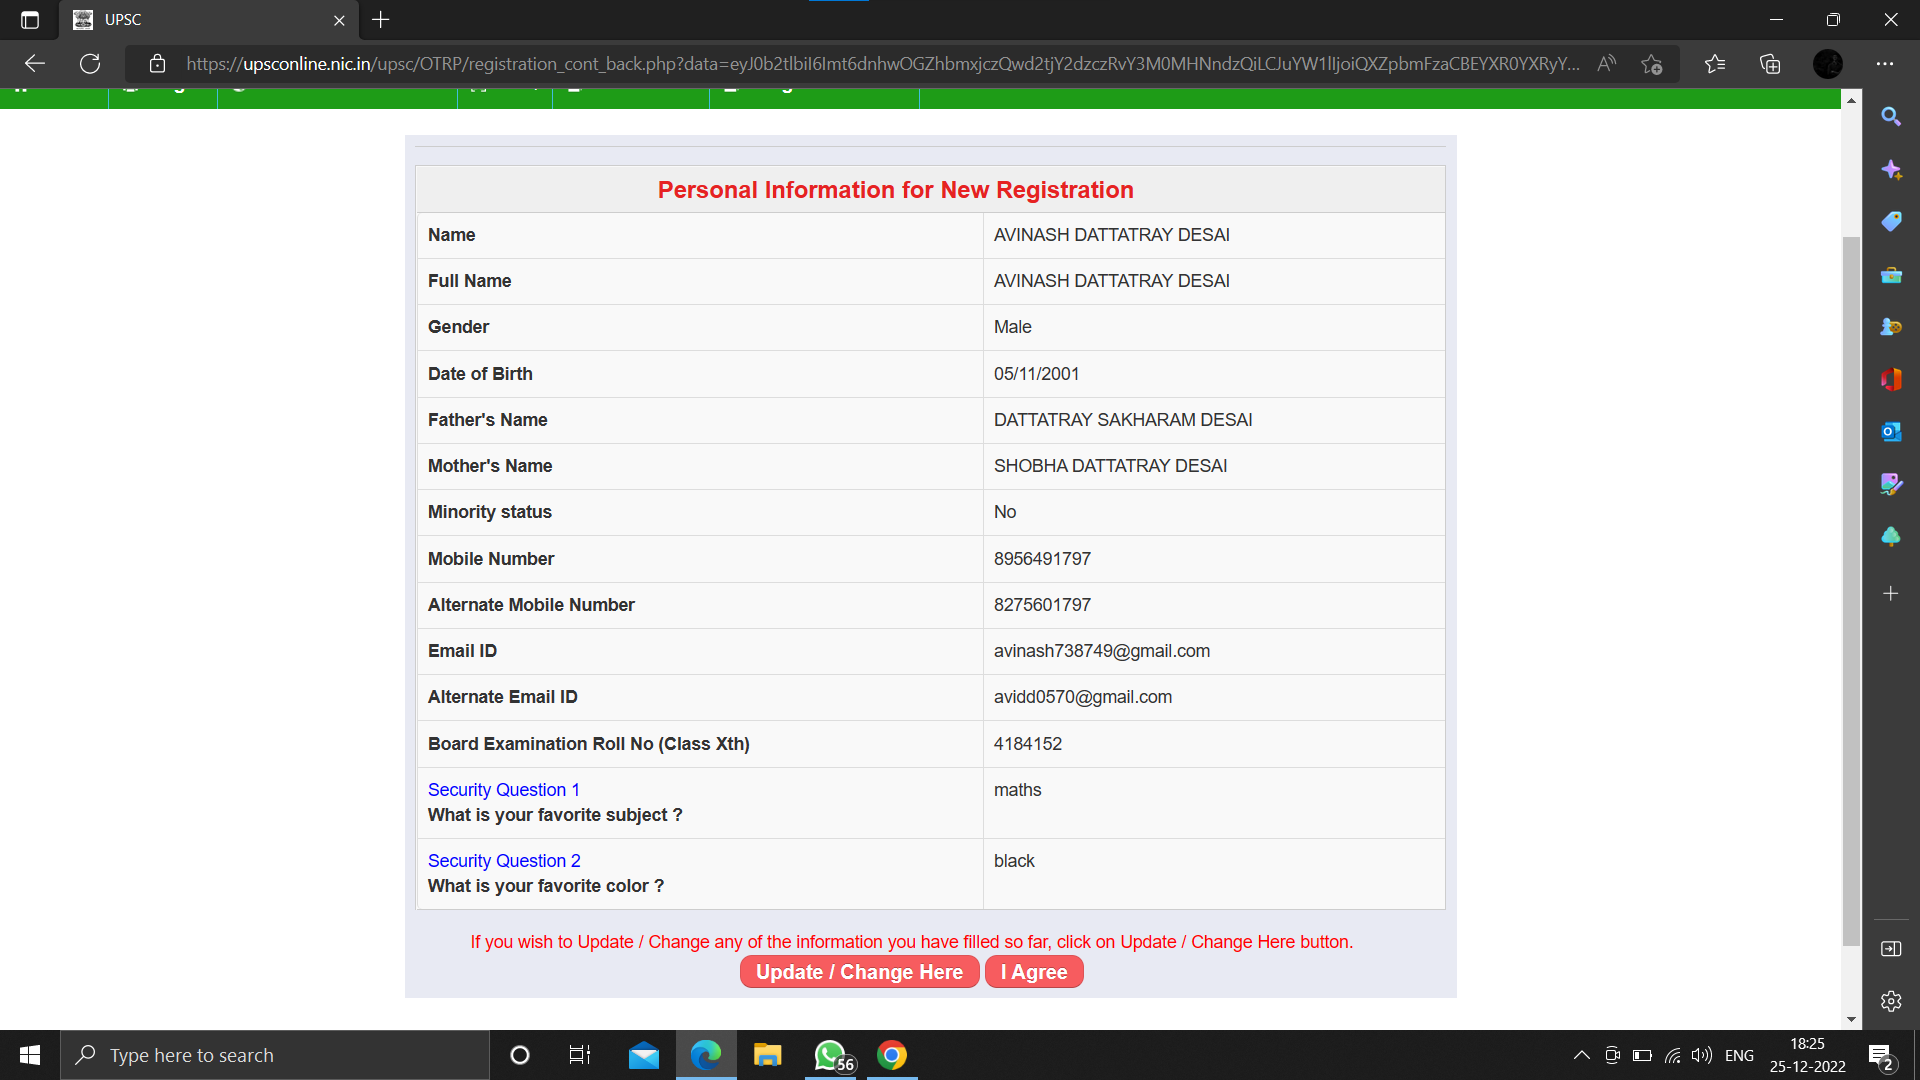 UPSC
https://upsconline.nic.in/upsc/OTRP/registration_cont_back.php?data=
Personal Information for New Registration
Name AVINASH DATTATRAY DESAI
Full Name AVINASH DATTATRAY DESAI
Gender Male
Date of Birth 05/11/2001
Father's Name DATTATRAY SAKHARAM DESAI
Mother's Name SHOBHA DATTATRAY DESAI
Minority status No
Mobile Number 8956491797
Alternate Mobile Number 8275601797
Email ID avinash738749@gmail.com
Alternate Email ID avidd0570@gmail.com
Board Examination Roll No (Class Xth) 4184152
Security Question 1 maths
What is your favorite subject ?
Security Question 2 black
What is your favorite color ?
If you wish to Update / Change any of the information you have filled so far, click on Update / Change Here button.
Update / Change Here I Agree
Type here to search
56
ENG
18:25
25-12-2022
2